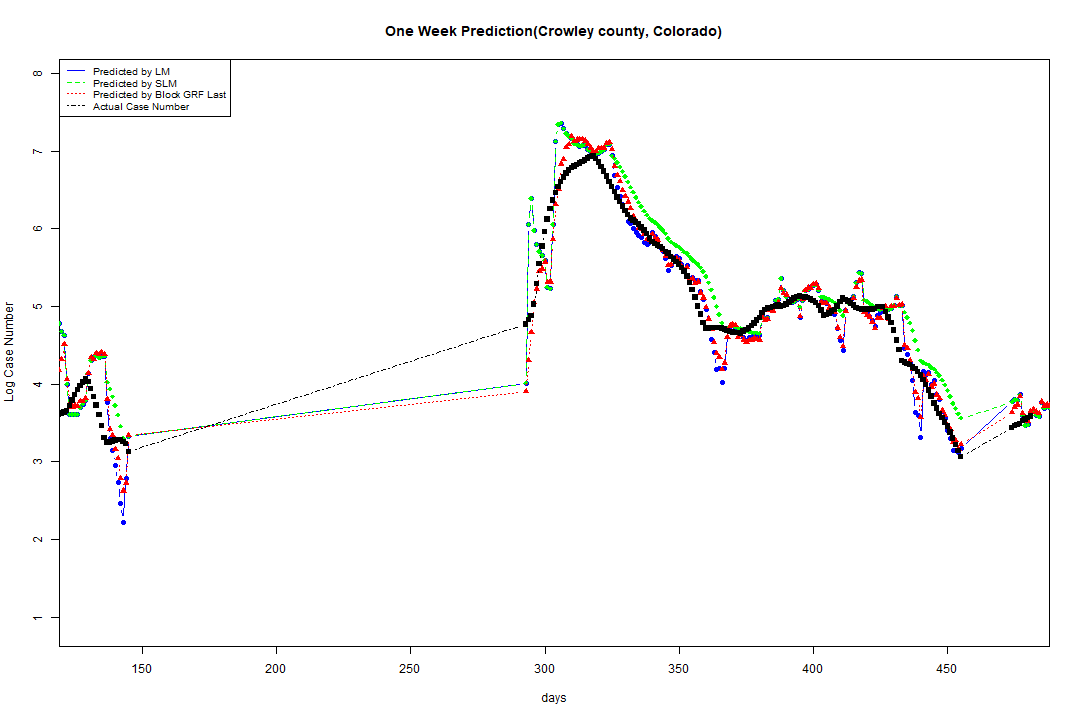 One Week Prediction(Crowley county, Colorado)
Predicted by LM
Predicted by SLM
Predicted by Block GRF Last
Actual Case Number
Log Case Number
8
7
6
5
4
3
2
1
150 200 250 300 350 400 450
days